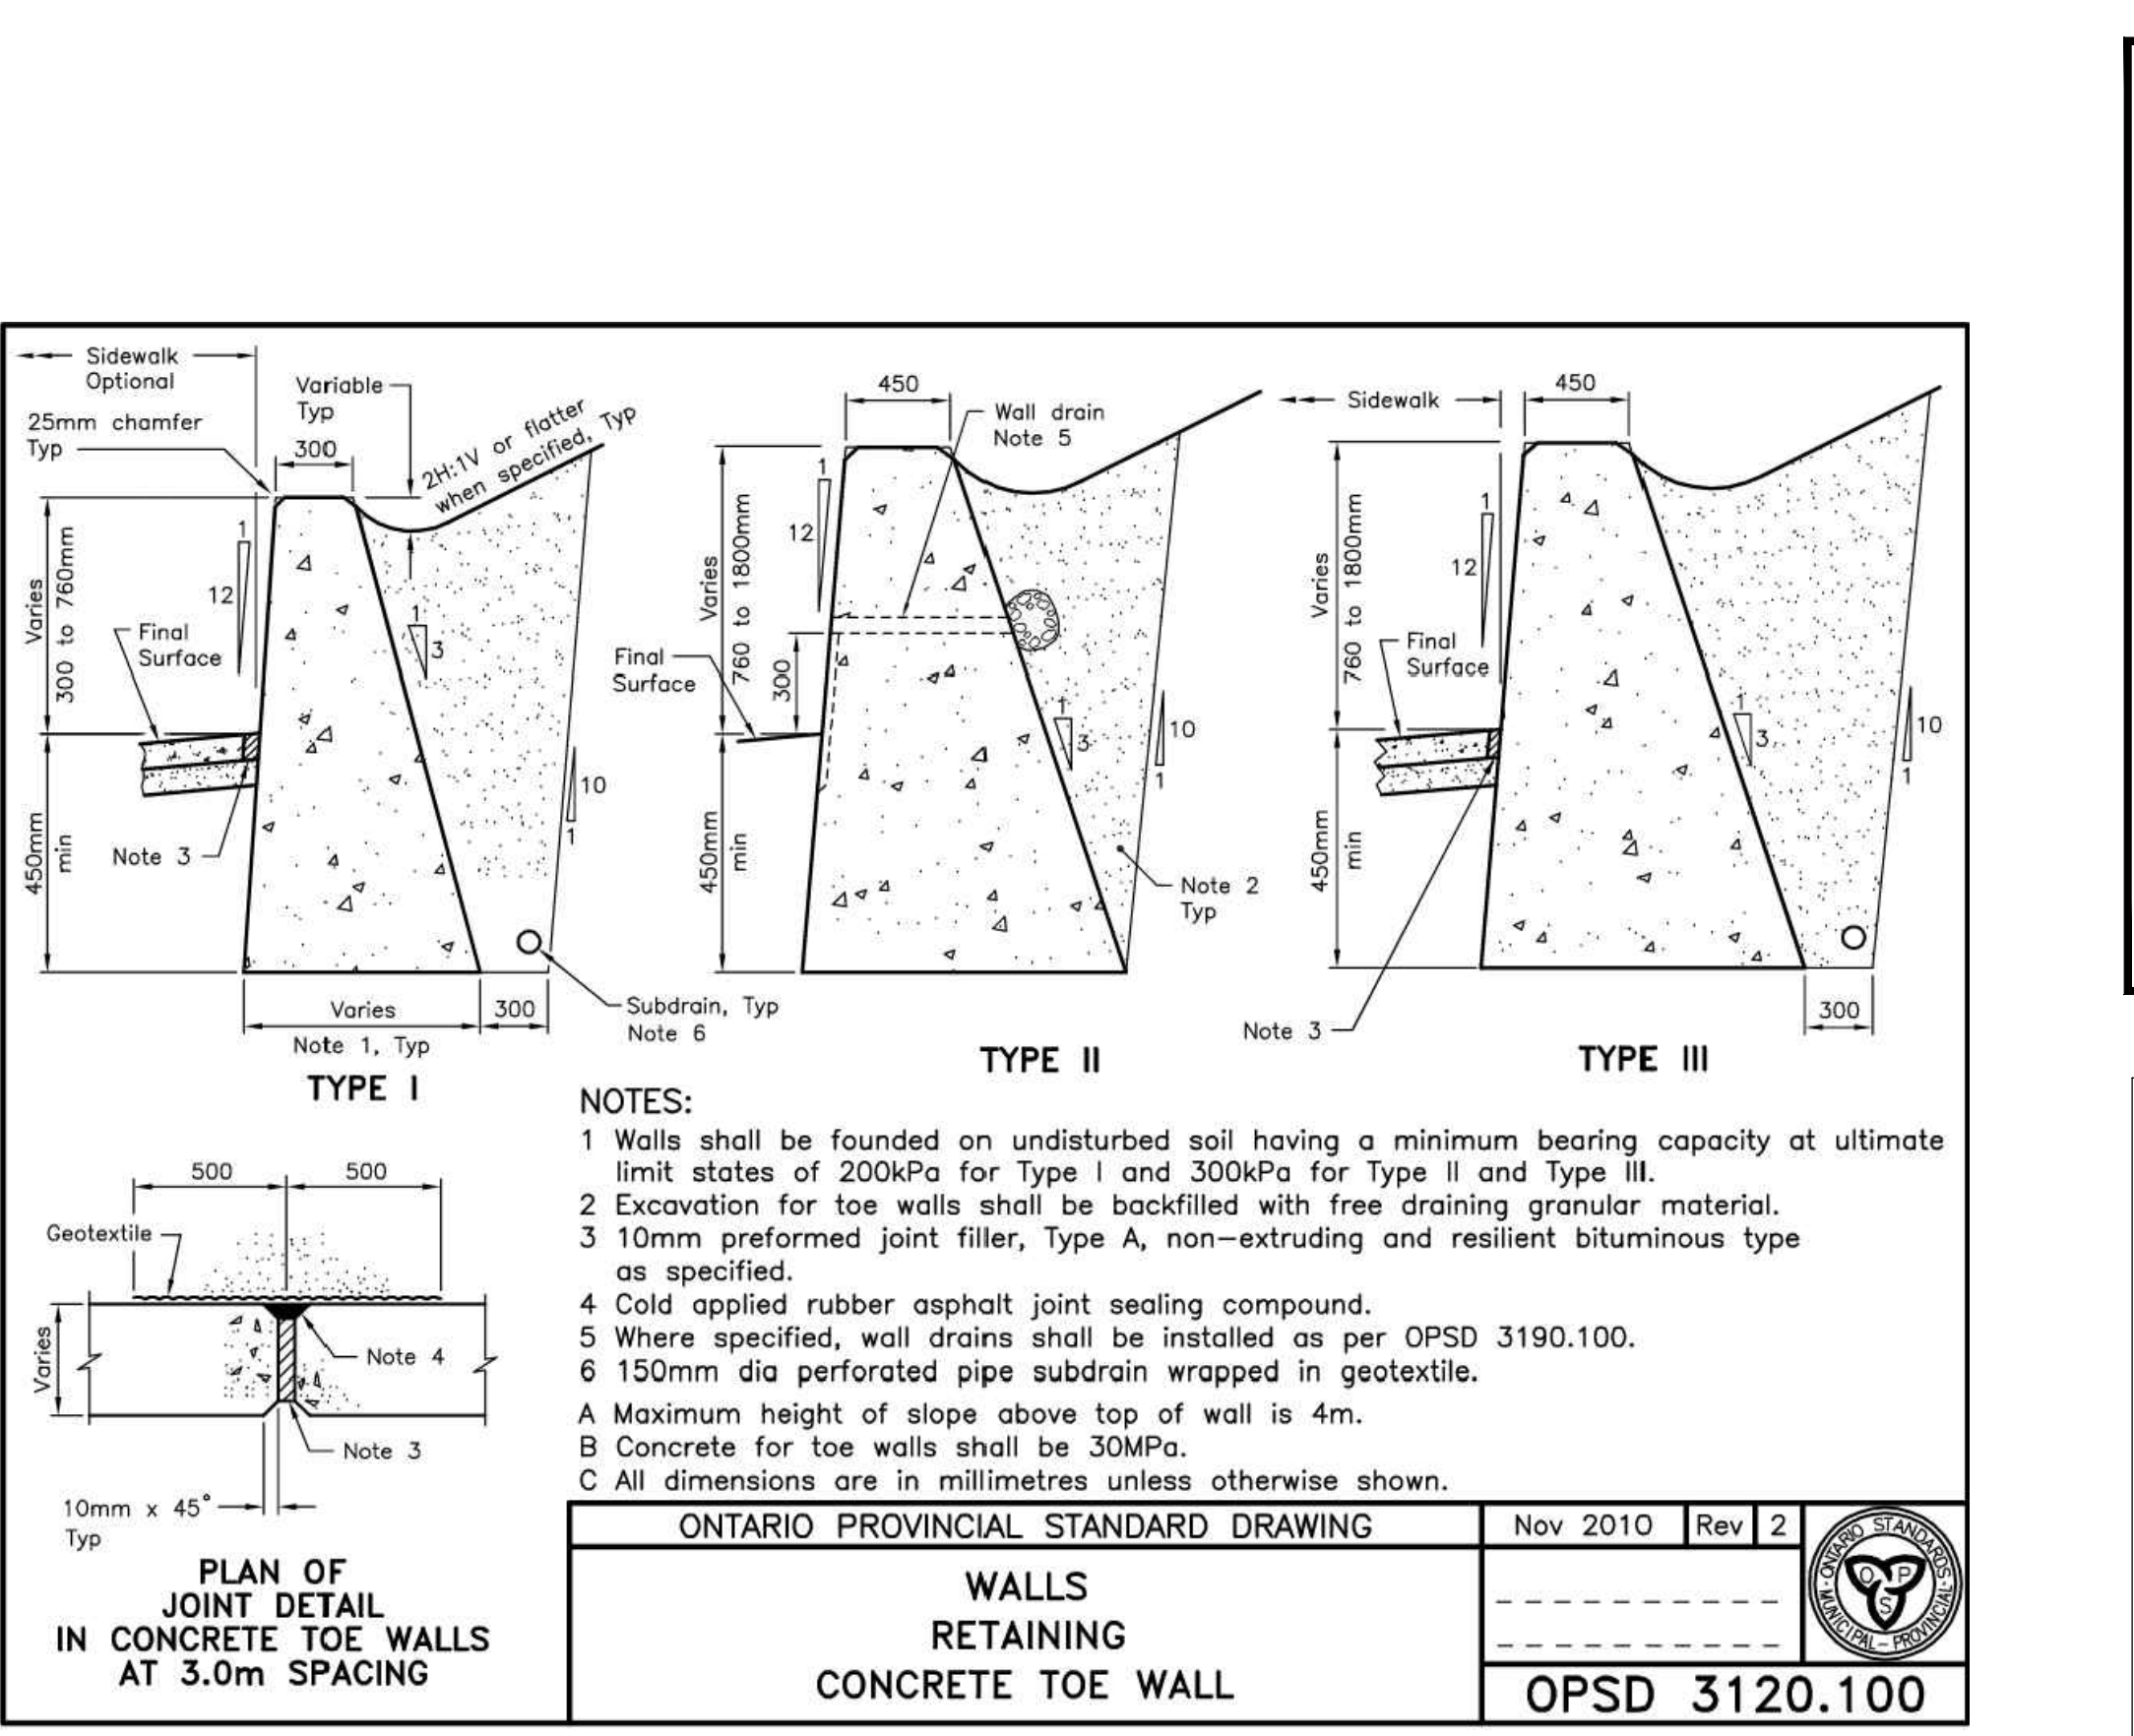 Sidewalk
Optional
25mm chamfer
Typ
Variable
Typ
300
2H:1V or flatter
when specified, Typ
Varies
300 to 760mm
1
12
Final
Surface
1
3
10
1
450mm
min
Note 3
Varies
Note 1, Typ
300
Subdrain, Typ
Note 6
TYPE I
450
Wall drain
Note 5
Varies
760 to 1800mm
1
12
Final
Surface
300
1
3
10
1
450mm
min
Note 2
Typ
TYPE II
Sidewalk
450
Varies
760 to 1800mm
1
12
Final
Surface
1
3
10
1
450mm
min
Note 3
300
TYPE III
500
500
Geotextile
Varies
Note 4
Note 3
10mm x 45°
Typ
PLAN OF
JOINT DETAIL
IN CONCRETE TOE WALLS
AT 3.0m SPACING
NOTES:
1 Walls shall be founded on undisturbed soil having a minimum bearing capacity at ultimate
limit states of 200kPa for Type I and 300kPa for Type II and Type III.
2 Excavation for toe walls shall be backfilled with free draining granular material.
3 10mm preformed joint filler, Type A, non-extruding and resilient bituminous type
as specified.
4 Cold applied rubber asphalt joint sealing compound.
5 Where specified, wall drains shall be installed as per OPSD 3190.100.
6 150mm dia perforated pipe subdrain wrapped in geotextile.
A Maximum height of slope above top of wall is 4m.
B Concrete for toe walls shall be 30MPa.
C All dimensions are in millimetres unless otherwise shown.
ONTARIO PROVINCIAL STANDARD DRAWING
Nov 2010
Rev 2
WALLS
RETAINING
CONCRETE TOE WALL
ONTARIO STANDARDS
MUNICIPAL-PROVINCIAL
O P
S
OPSD 3120.100